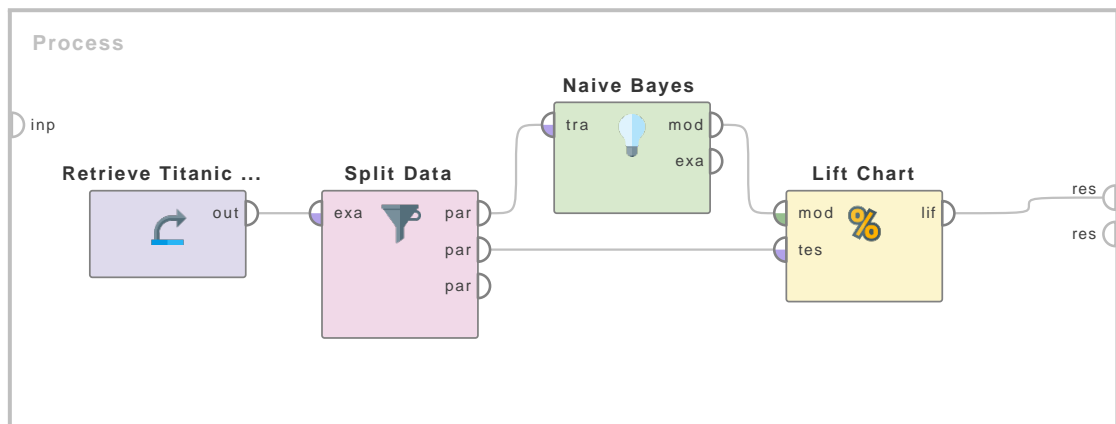 Process
inp
Retrieve Titanic ...
out
Split Data
exa
par
par
par
Naive Bayes
tra
mod
exa
Lift Chart
mod
lif
tes
res
res